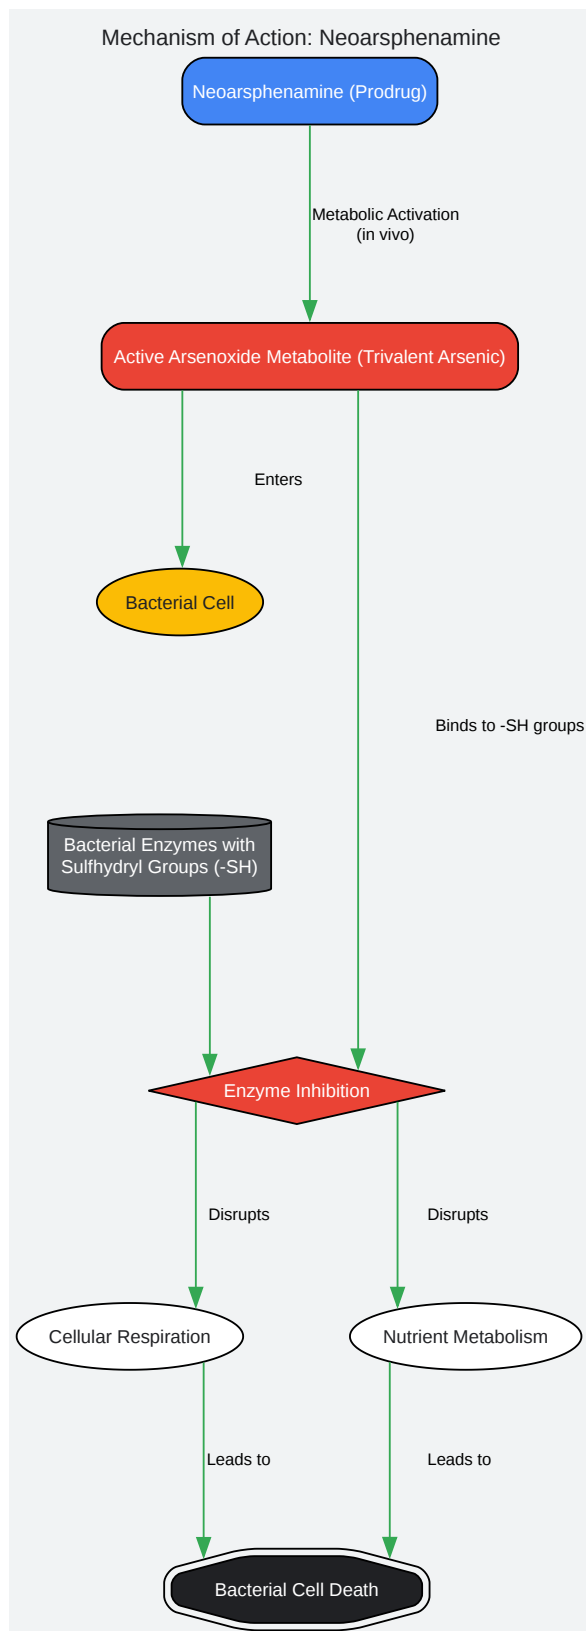 Mechanism of Action: Neoarsphenamine
Neoarsphenamine (Prodrug)
Metabolic Activation
(in vivo)
Active Arsenoxide Metabolite (Trivalent Arsenic)
Enters
Bacterial Cell
Binds to -SH groups
Bacterial Enzymes with
Sulfhydryl Groups (-SH)
Enzyme Inhibition
Disrupts
Disrupts
Cellular Respiration
Nutrient Metabolism
Leads to
Leads to
Bacterial Cell Death